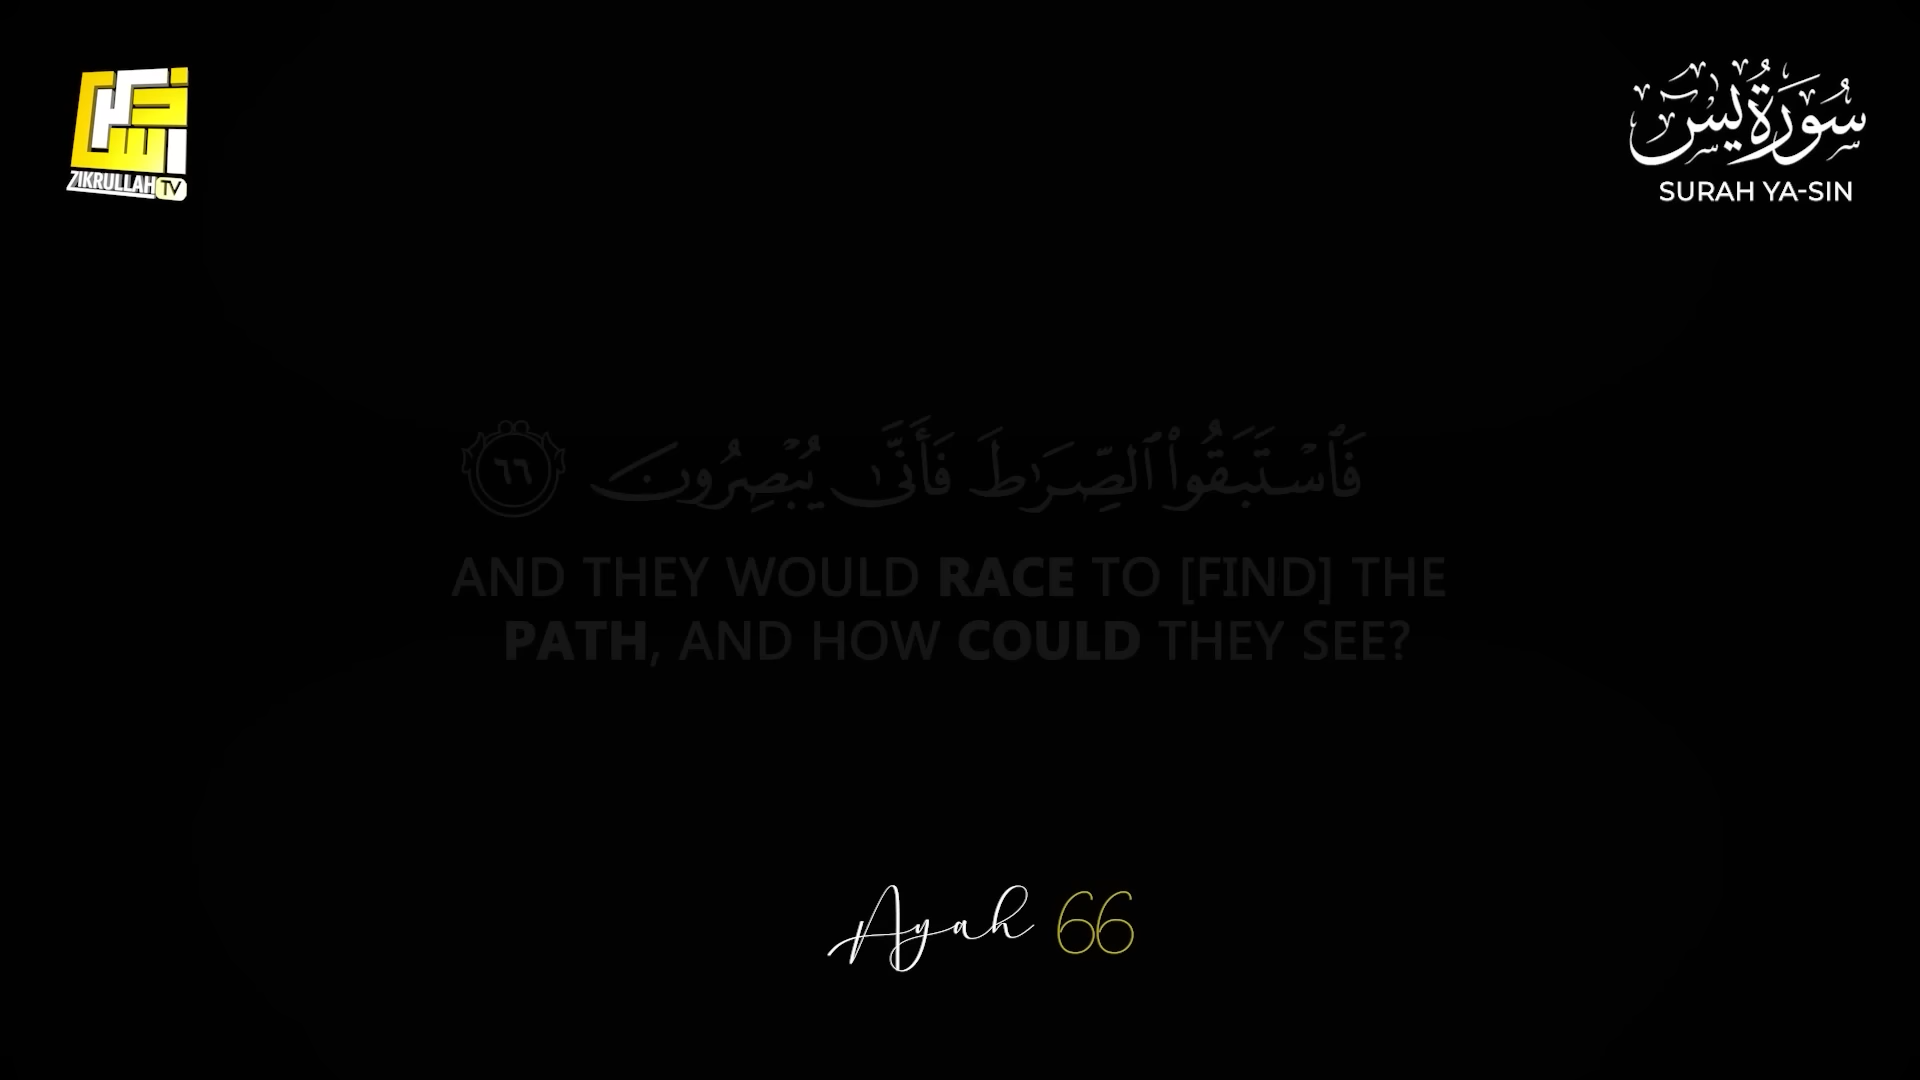 ZIKRULLAH TV
سُورَةُ يسٓ
SURAH YA-SIN
فَٱسْتَبَقُوا۟ ٱلصِّرَٰطَ فَأَنَّىٰ يُبْصِرُونَ ٦٦
AND THEY WOULD RACE TO [FIND] THE
PATH, AND HOW COULD THEY SEE?
Ayah 66